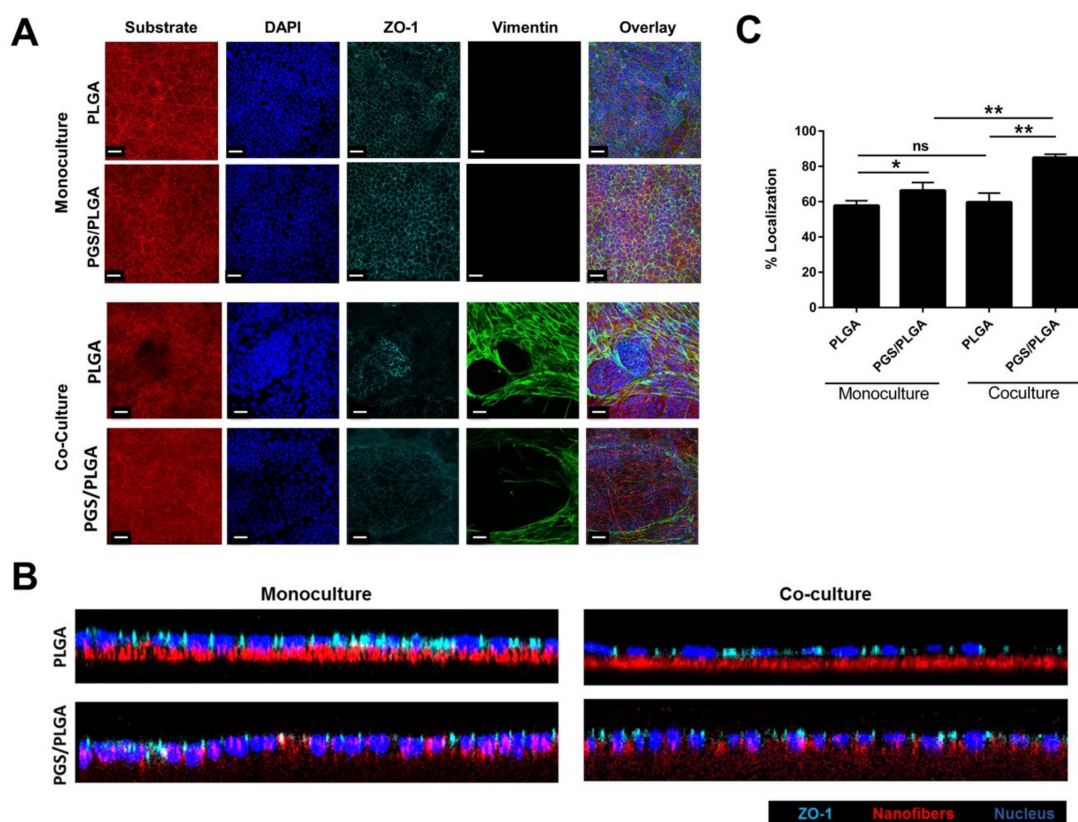 A
Substrate DAPI ZO-1 Vimentin Overlay
Monoculture
PLGA
PGS/PLGA
Co-Culture
PLGA
PGS/PLGA
C
% Localization
100
80
60
40
20
0
ns
*
**
**
PLGA PGS/PLGA PLGA PGS/PLGA
Monoculture Coculture
B
Monoculture Co-culture
PLGA
PGS/PLGA
ZO-1 Nanofibers Nucleus